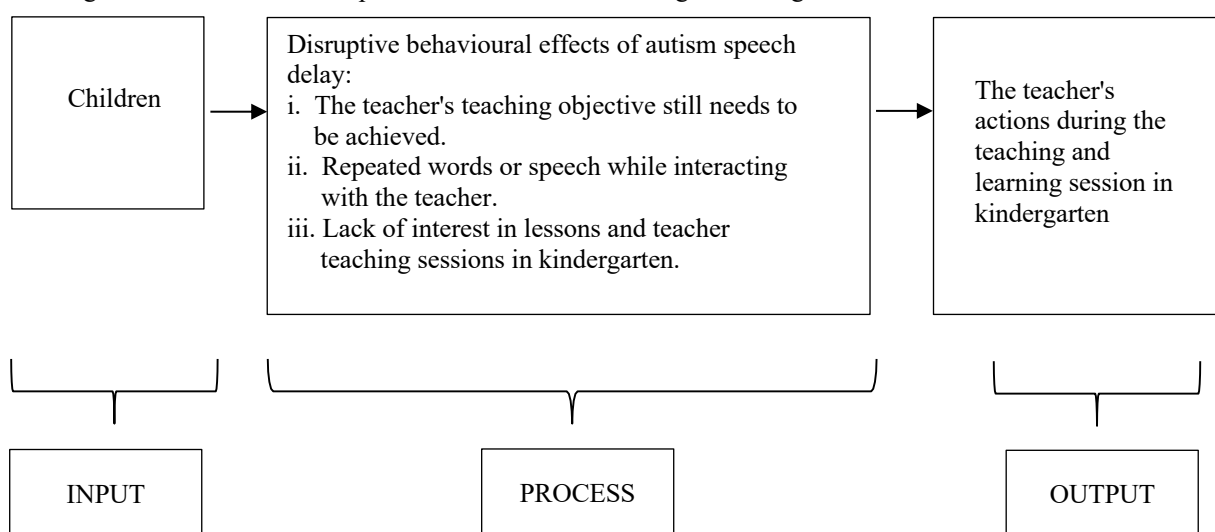 Children
Disruptive behavioural effects of autism speech
delay:
i. The teacher's teaching objective still needs to
be achieved.
ii. Repeated words or speech while interacting
with the teacher.
iii. Lack of interest in lessons and teacher
teaching sessions in kindergarten.
The teacher's
actions during the
teaching and
learning session in
kindergarten
INPUT
PROCESS
OUTPUT